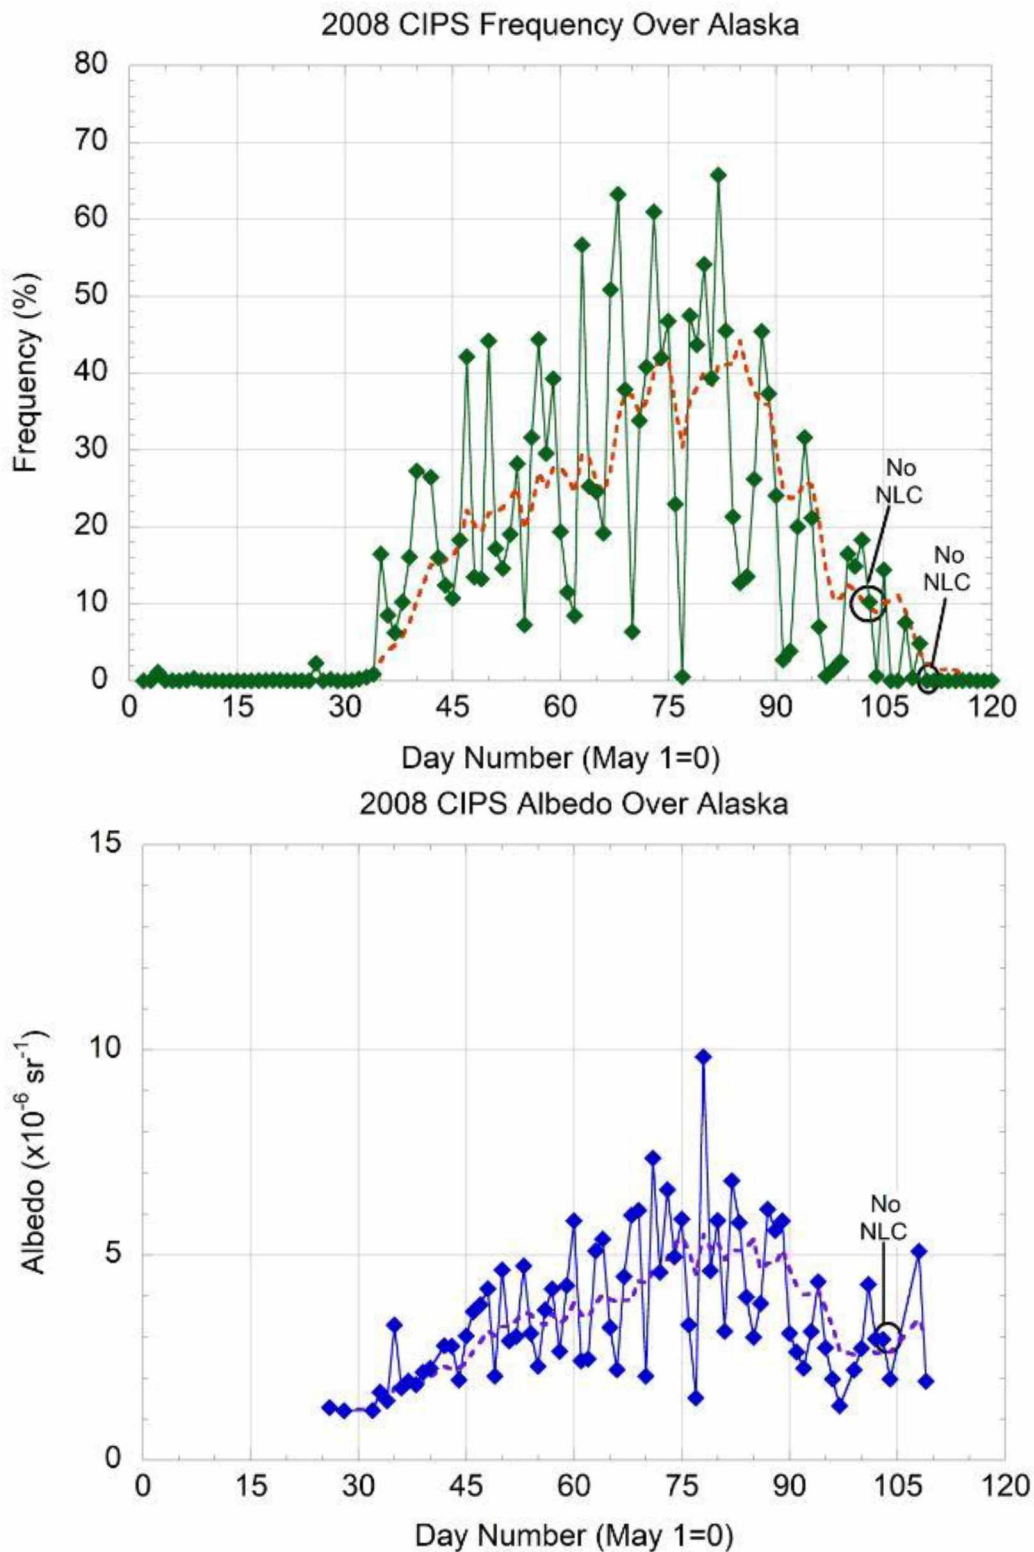 2008 CIPS Frequency Over Alaska
80
70
60
50
40
30
20
10
0
Frequency (%)
No
NLC
No
NLC
0 15 30 45 60 75 90 105 120
Day Number (May 1=0)
2008 CIPS Albedo Over Alaska
15
10
5
0
Albedo (x10⁻⁶ sr⁻¹)
No
NLC
0 15 30 45 60 75 90 105 120
Day Number (May 1=0)